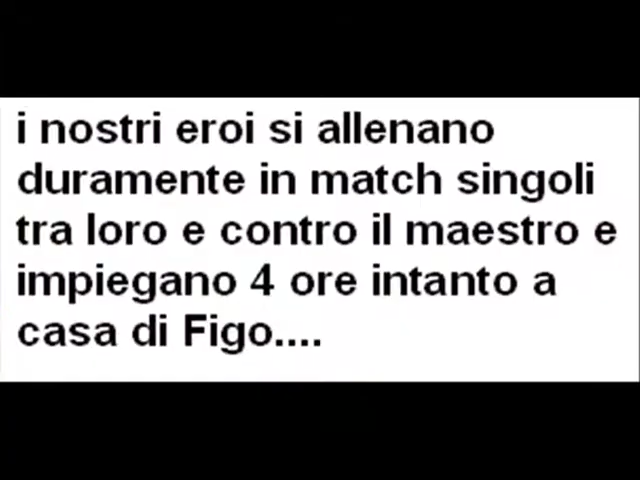 i nostri eroi si allenano
duramente in match singoli
tra loro e contro il maestro e
impiegano 4 ore intanto a
casa di Figo....